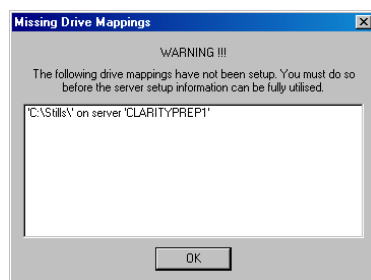 Missing Drive Mappings
WARNING !!!
The following drive mappings have not been setup. You must do so
before the server setup information can be fully utilised.
'C:\Stills\' on server 'CLARITYPREP1'
OK